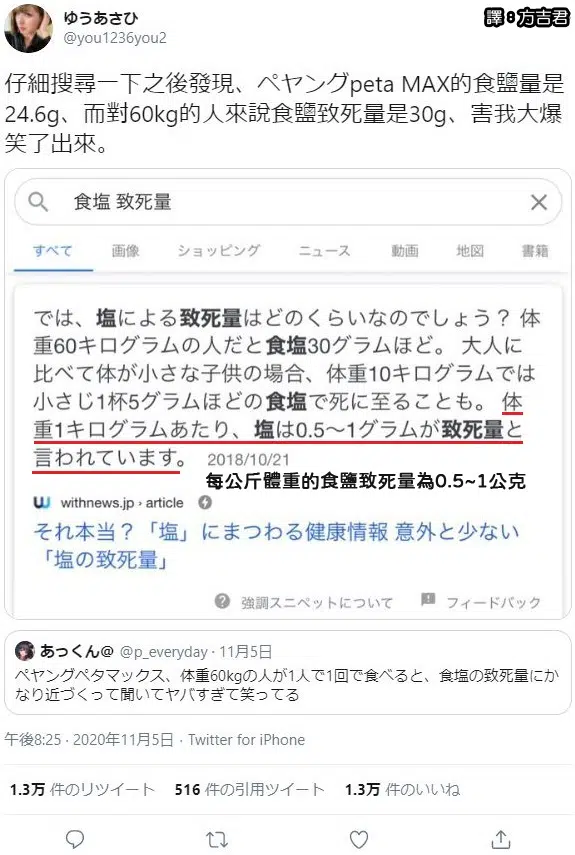 ゆうあさひ
@you1236you2
譯：方吉君
仔細搜尋一下之後發現、ペヤングpeta MAX的食鹽量是
24.6g、而對60kg的人來說食鹽致死量是30g、害我大爆
笑了出來。
食塩 致死量
すべて 画像 ショッピング ニュース 動画 地図 書籍
では、塩による致死量はどのくらいなのでしょう？ 体
重60キログラムの人だと食塩30グラムほど。 大人に
比べて体が小さな子供の場合、体重10キログラムでは
小さじ1杯5グラムほどの食塩で死に至ることも。 体
重1キログラムあたり、塩は0.5〜1グラムが致死量と
言われています。 2018/10/21
每公斤體重的食鹽致死量為0.5~1公克
withnews.jp › article
それ本当？「塩」にまつわる健康情報 意外と少ない
「塩の致死量」
強調スニペットについて フィードバック
あっくん@ @p_everyday · 11月5日
ペヤングペタマックス、体重60kgの人が1人で1回で食べると、食塩の致死量にか
なり近づくって聞いてヤバすぎて笑ってる
午後8:25 · 2020年11月5日 · Twitter for iPhone
1.3万 件のリツイート 516 件の引用ツイート 1.3万 件のいいね